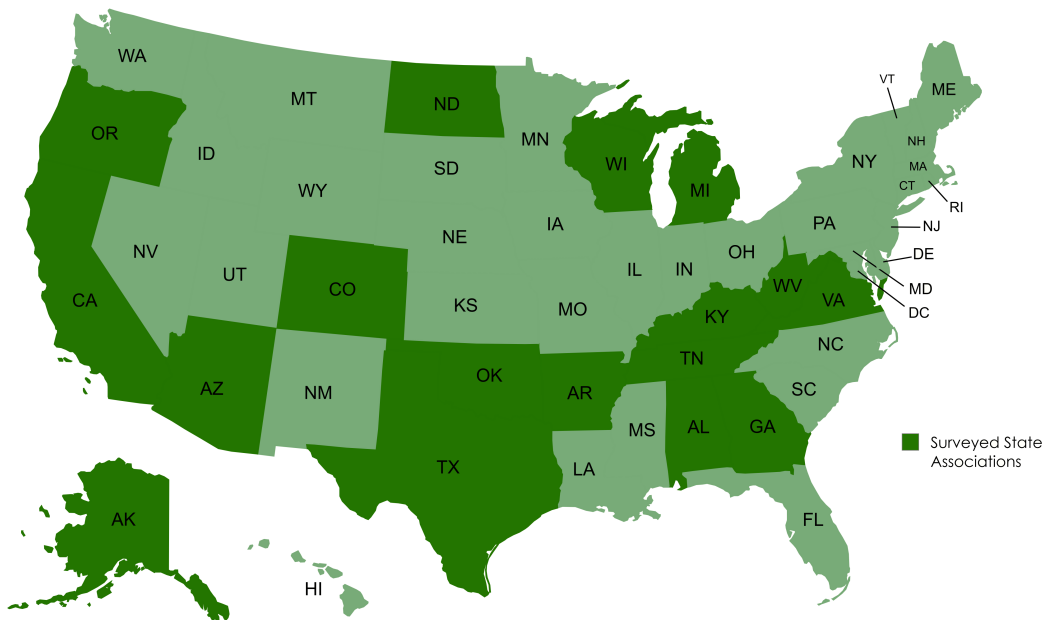 WA
MT
ND
MN
VT
ME
OR
ID
SD
WI
MI
NY
NH
MA
CT
RI
WY
NV
UT
NE
IA
IL
IN
OH
PA
NJ
DE
MD
DC
CA
CO
KS
MO
KY
WV
VA
AZ
NM
OK
AR
TN
NC
SC
TX
LA
MS
AL
GA
FL
AK
HI
Surveyed State
Associations